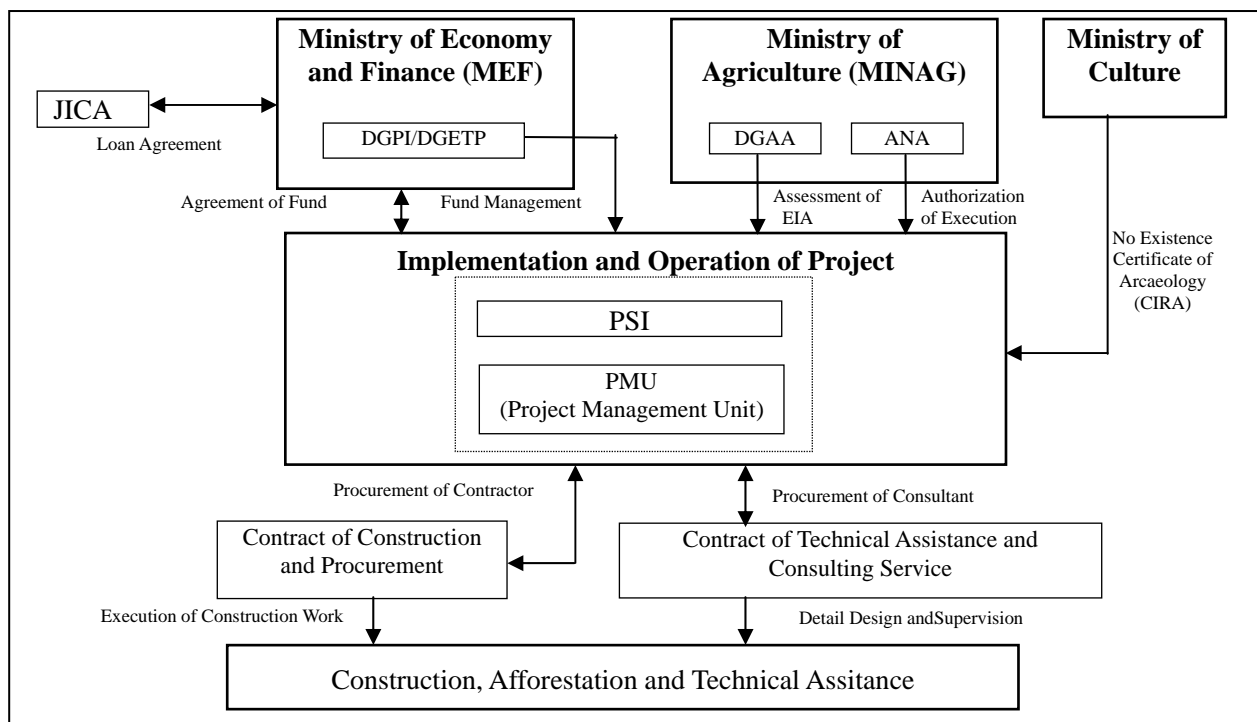 Ministry of Economy
and Finance (MEF)
Ministry of
Agriculture (MINAG)
Ministry of
Culture
JICA
Loan Agreement
DGPI/DGETP
DGAA
ANA
Agreement of Fund
Fund Management
Assessment of
EIA
Authorization
of Execution
No Existence
Certificate of
Arcaeology
(CIRA)
Implementation and Operation of Project
PSI
PMU
(Project Management Unit)
Procurement of Contractor
Procurement of Consultant
Contract of Construction
and Procurement
Contract of Technical Assistance and
Consulting Service
Execution of Construction Work
Detail Design andSupervision
Construction, Afforestation and Technical Assitance